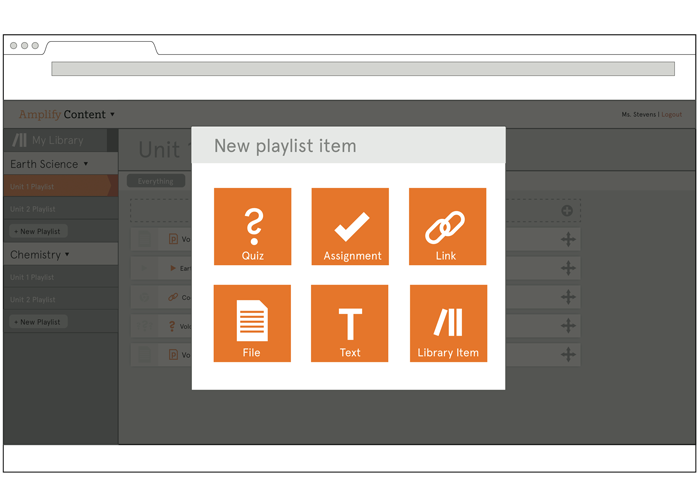 Amplify Content
Ms. Stevens | Logout
My Library
Earth Science
Unit 1 Playlist
Unit 2 Playlist
+ New Playlist
Chemistry
Unit 1 Playlist
Unit 2 Playlist
+ New Playlist
Unit
Everything
New playlist item
Quiz
Assignment
Link
File
Text
Library Item